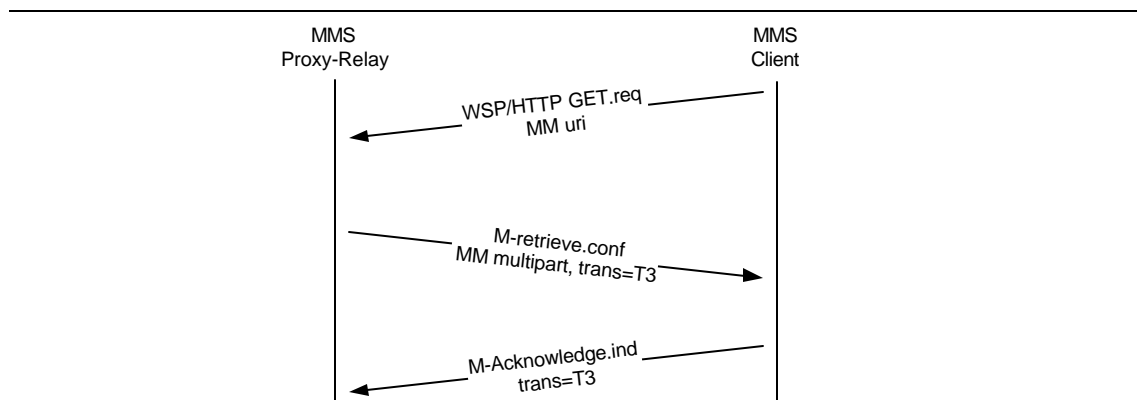 MMS
Proxy-Relay
MMS
Client
WSP/HTTP GET.req
MM uri
M-retrieve.conf
MM multipart, trans=T3
M-Acknowledge.ind
trans=T3